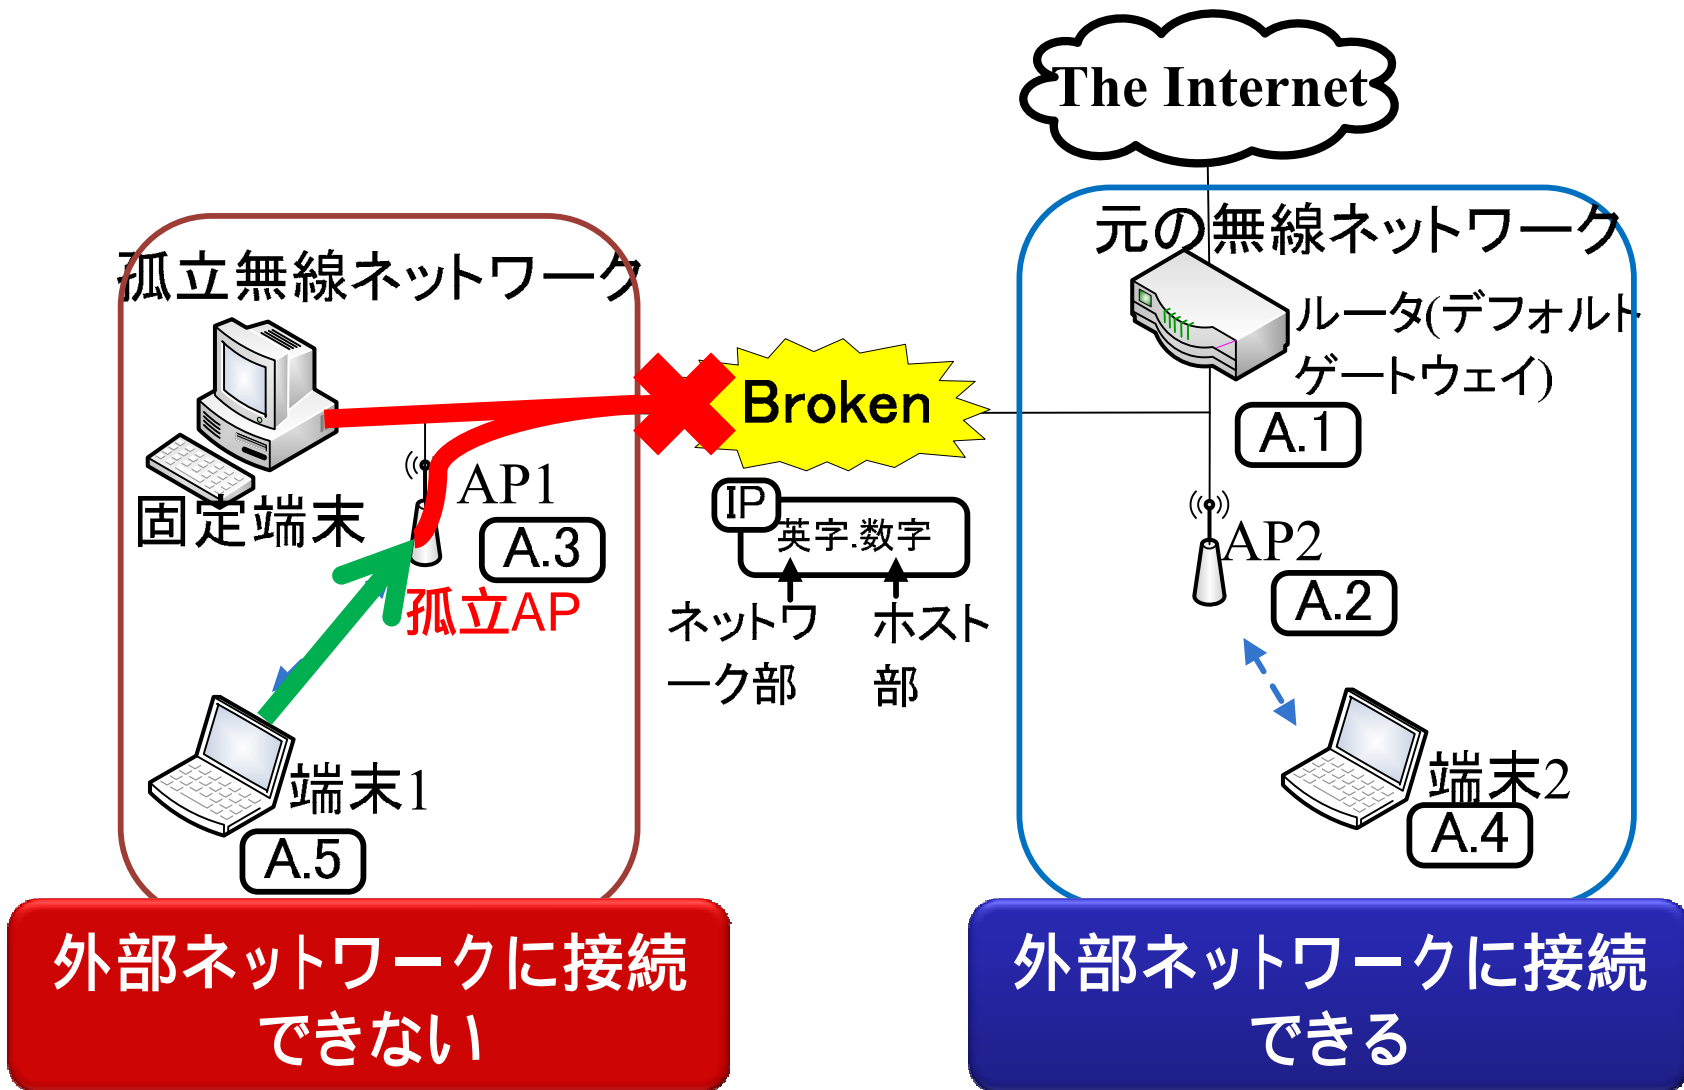 The Internet
元の無線ネットワーク
孤立無線ネットワーク
ルータ(デフォルト
ゲートウェイ)
Broken
A.1
AP1
IP
固定端末
英字.数字
A.3
AP2
A.2
孤立AP
ネットワ
ーク部
ホスト
部
端末1
A.5
端末2
A.4
外部ネットワークに接続
できない
外部ネットワークに接続
できる